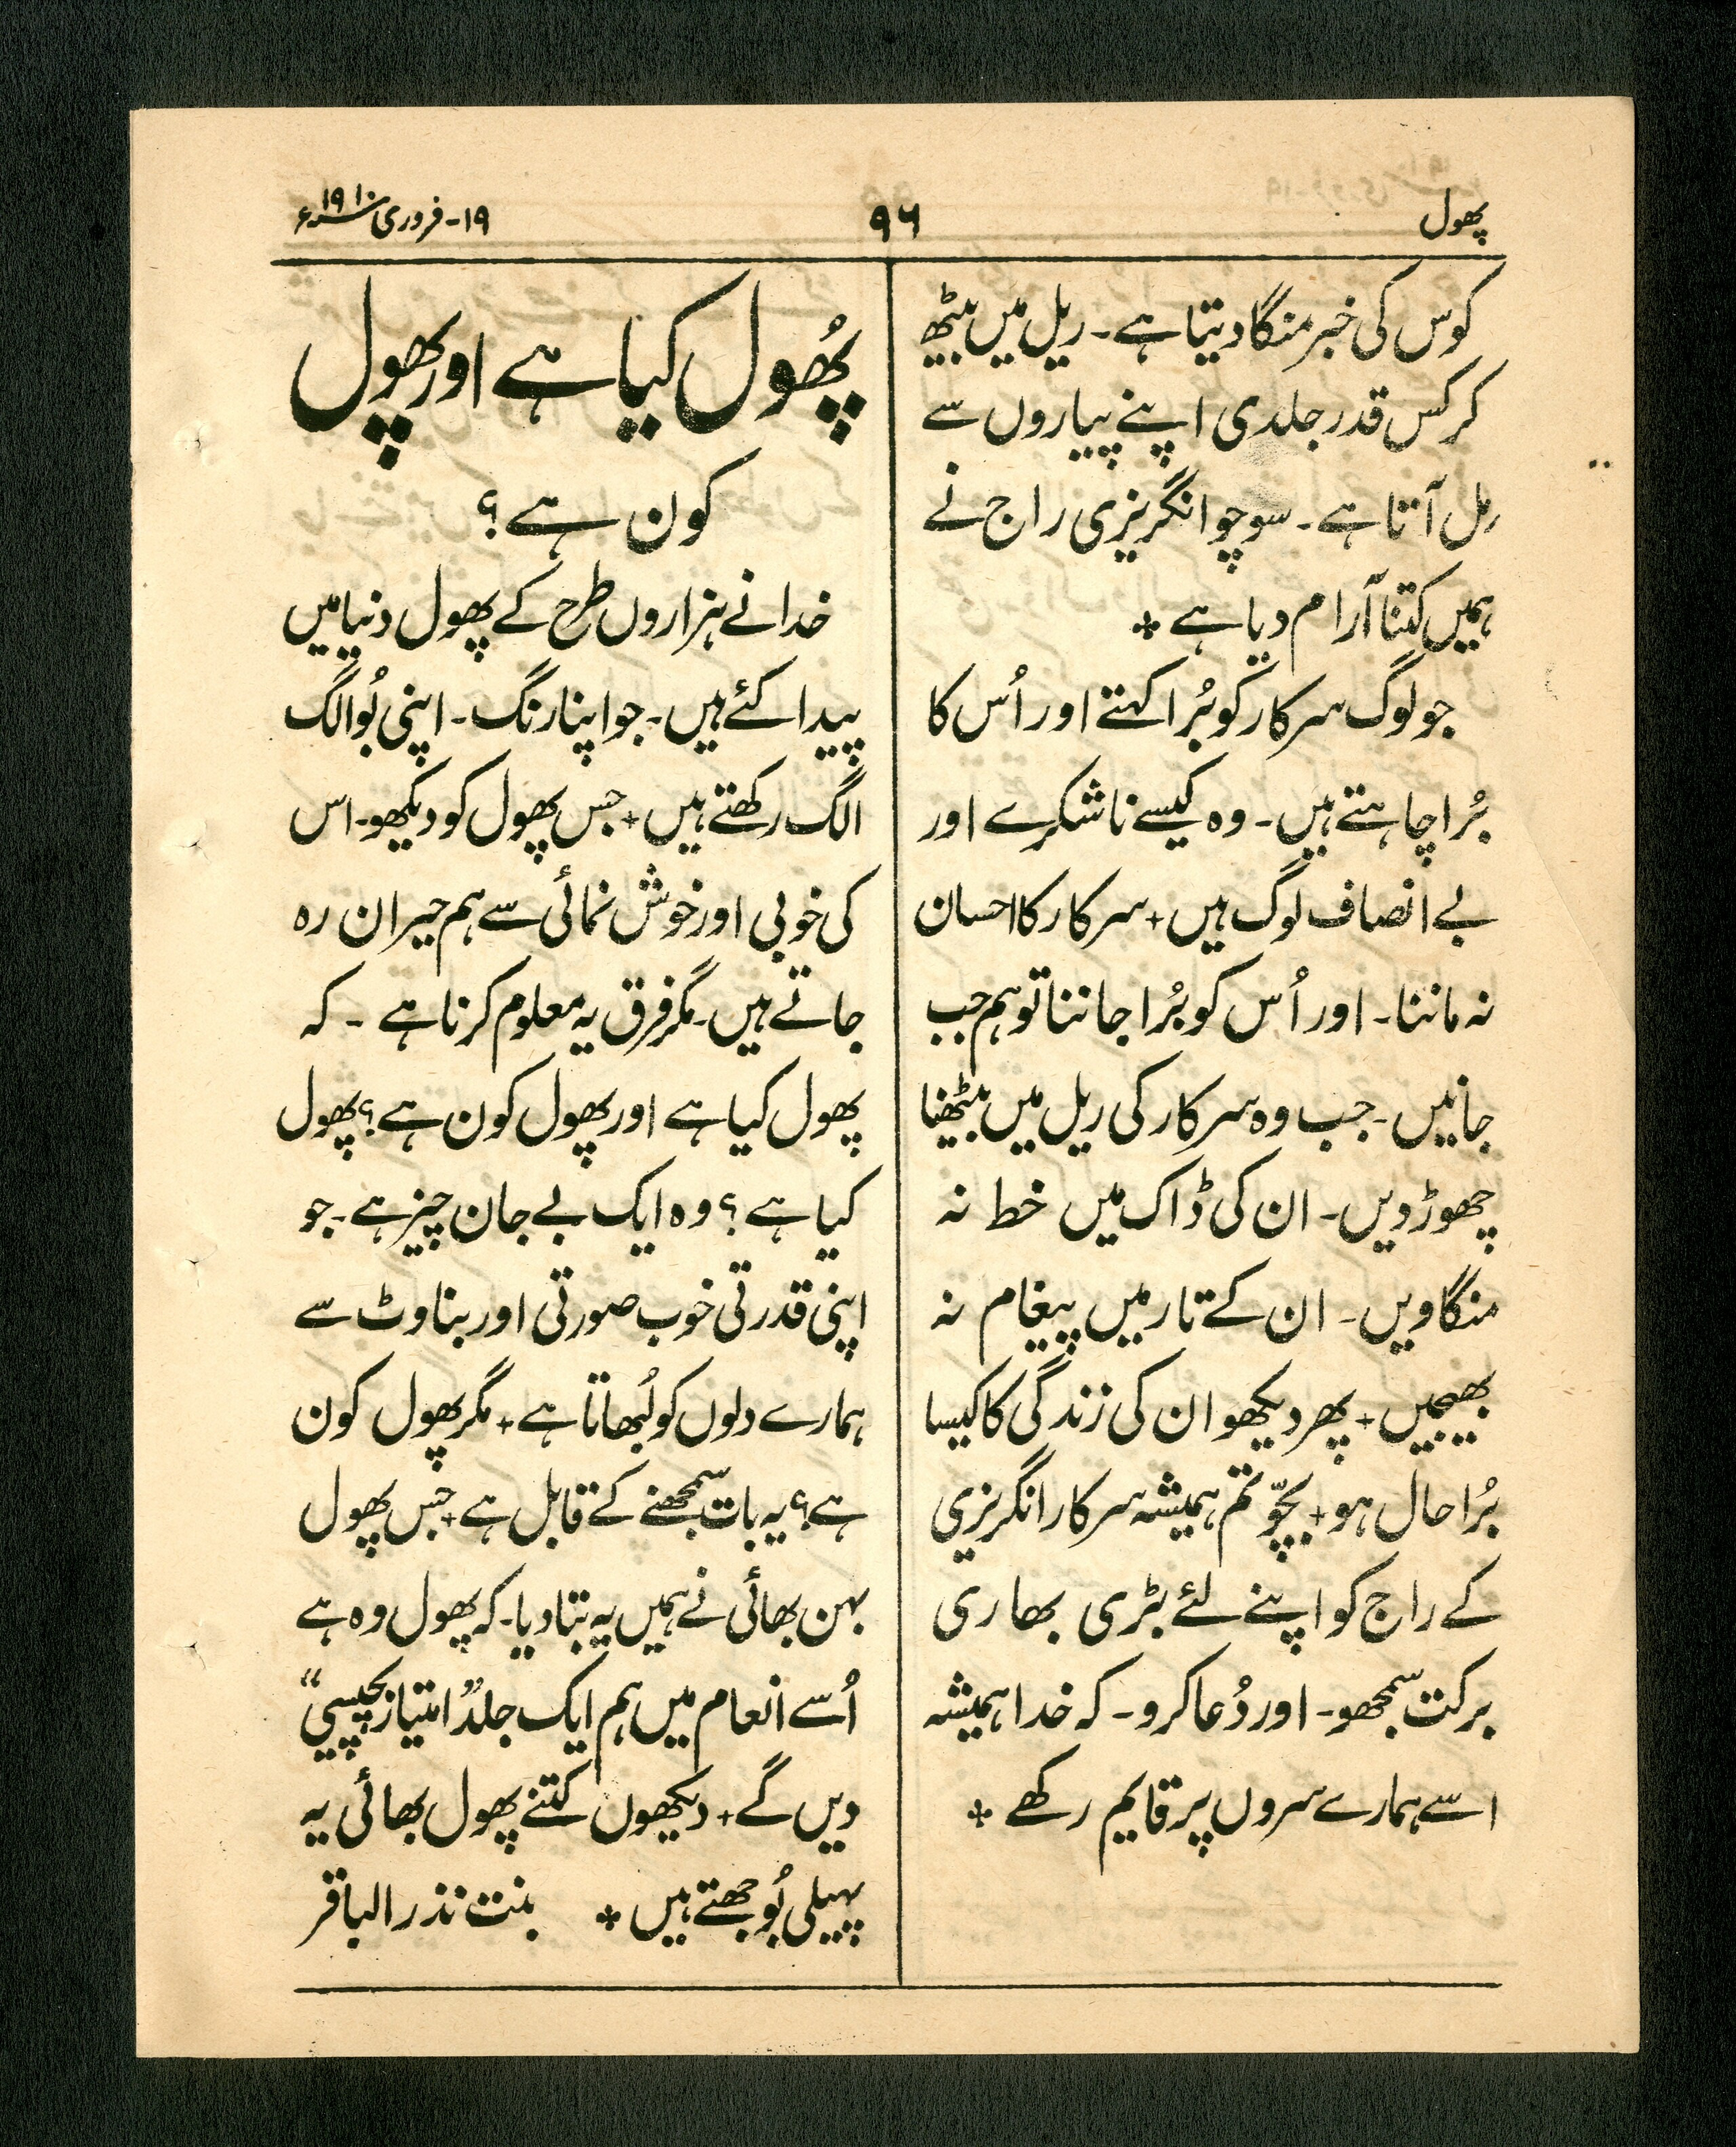 پھول
۹۶
۱۹-فروری ۱۹۱۰ء
کوس کی خبر منگا دیتا ہے۔ ریل میں بیٹھ
کر کس قدر جلدی اپنے پیاروں سے
مل آتا ہے۔ سوچو انگریزی راج نے
ہمیں کتنا آرام دیا ہے ٭
جو لوگ سرکار کو بُرا کہتے اور اُس کا
بُرا چاہتے ہیں۔ وہ کیسے ناشکرے اور
بے انصاف لوگ ہیں + سرکار کا احسان
نہ ماننا۔ اور اُس کو بُرا جاننا تو ہم جب
جانیں۔ جب وہ سرکار کی ریل میں بیٹھنا
چھوڑ دیں۔ ان کی ڈاک میں خط نہ
منگاویں۔ ان کے تار میں پیغام نہ
بھیجیں + پھر دیکھو ان کی زندگی کا کیسا
بُرا حال ہو + بچّو تم ہمیشہ سرکار انگریزی
کے راج کو اپنے لئے بڑی بھاری
برکت سمجھو۔ اور دُعا کرو۔ کہ خدا ہمیشہ
اسے ہمارے سروں پر قایم رکھے ٭
پُھول کیا ہے اور پھول
کون ہے؟
خدا نے ہزاروں طرح کے پھول دنیا میں
پیدا کئے ہیں۔ جو اپنا رنگ۔ اپنی بُو الگ
الگ رکھتے ہیں + جس پھول کو دیکھو۔ اس
کی خوبی اور خوش نمائی سے ہم حیران رہ
جاتے ہیں۔ مگر فرق یہ معلوم کرنا ہے ۔ کہ
پھول کیا ہے اور پھول کون ہے؟ پھول
کیا ہے؟ وہ ایک بے جان چیز ہے۔ جو
اپنی قدرتی خوب صورتی اور بناوٹ سے
ہمارے دلوں کو لُبھاتا ہے + مگر پھول کون
ہے؟ یہ بات سمجھنے کے قابل ہے + جس پھول
بہن بھائی نے ہمیں یہ بتا دیا۔ کہ پھول وہ ہے
اُسے انعام میں ہم ایک جلد ”امتیاز پچیسی“
دیں گے + دیکھوں کتنے پھول بھائی یہ
پہیلی بُوجھتے ہیں ٭ بنت نذر الباقر